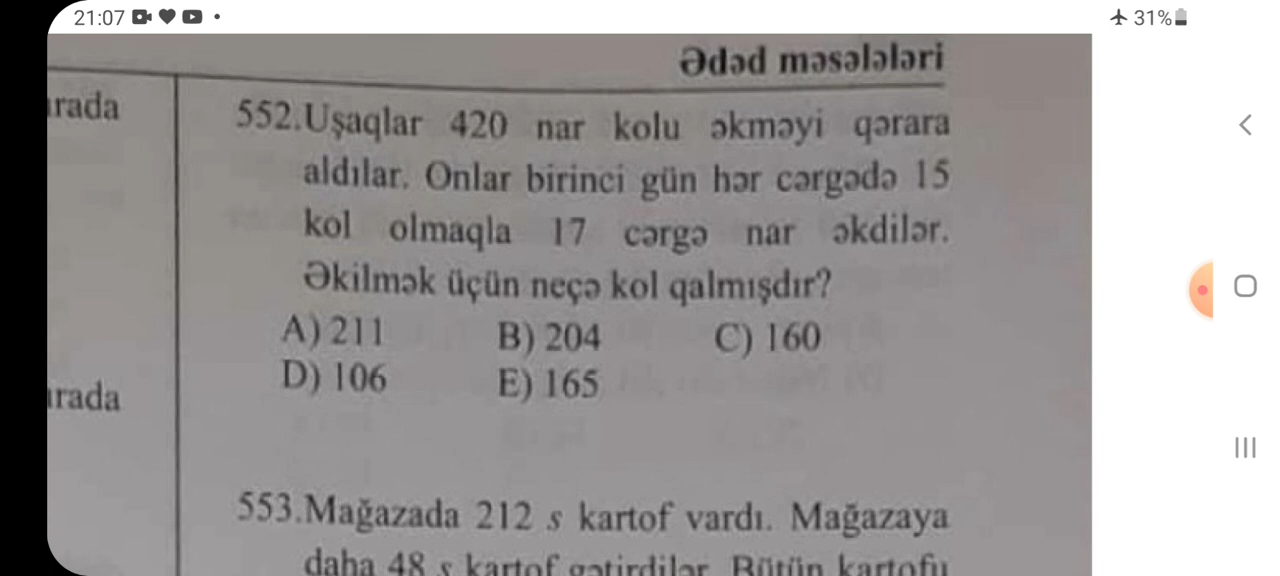 21:07
31%
Ədəd məsələləri
552.Uşaqlar 420 nar kolu əkməyi qərara
aldılar. Onlar birinci gün hər cərgədə 15
kol olmaqla 17 cərgə nar əkdilər.
Əkilmək üçün neçə kol qalmışdır?
A) 211 B) 204 C) 160
D) 106 E) 165
553.Mağazada 212 s kartof vardı. Mağazaya
daha 48 s kartof gətirdilər. Bütün kartofu